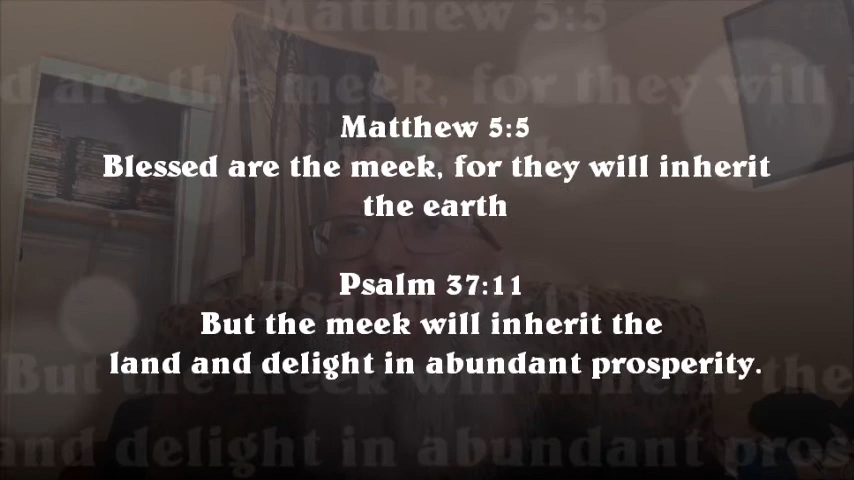 Matthew 5:5
Blessed are the meek, for they will inherit
the earth
Psalm 37:11
But the meek will inherit the
land and delight in abundant prosperity.